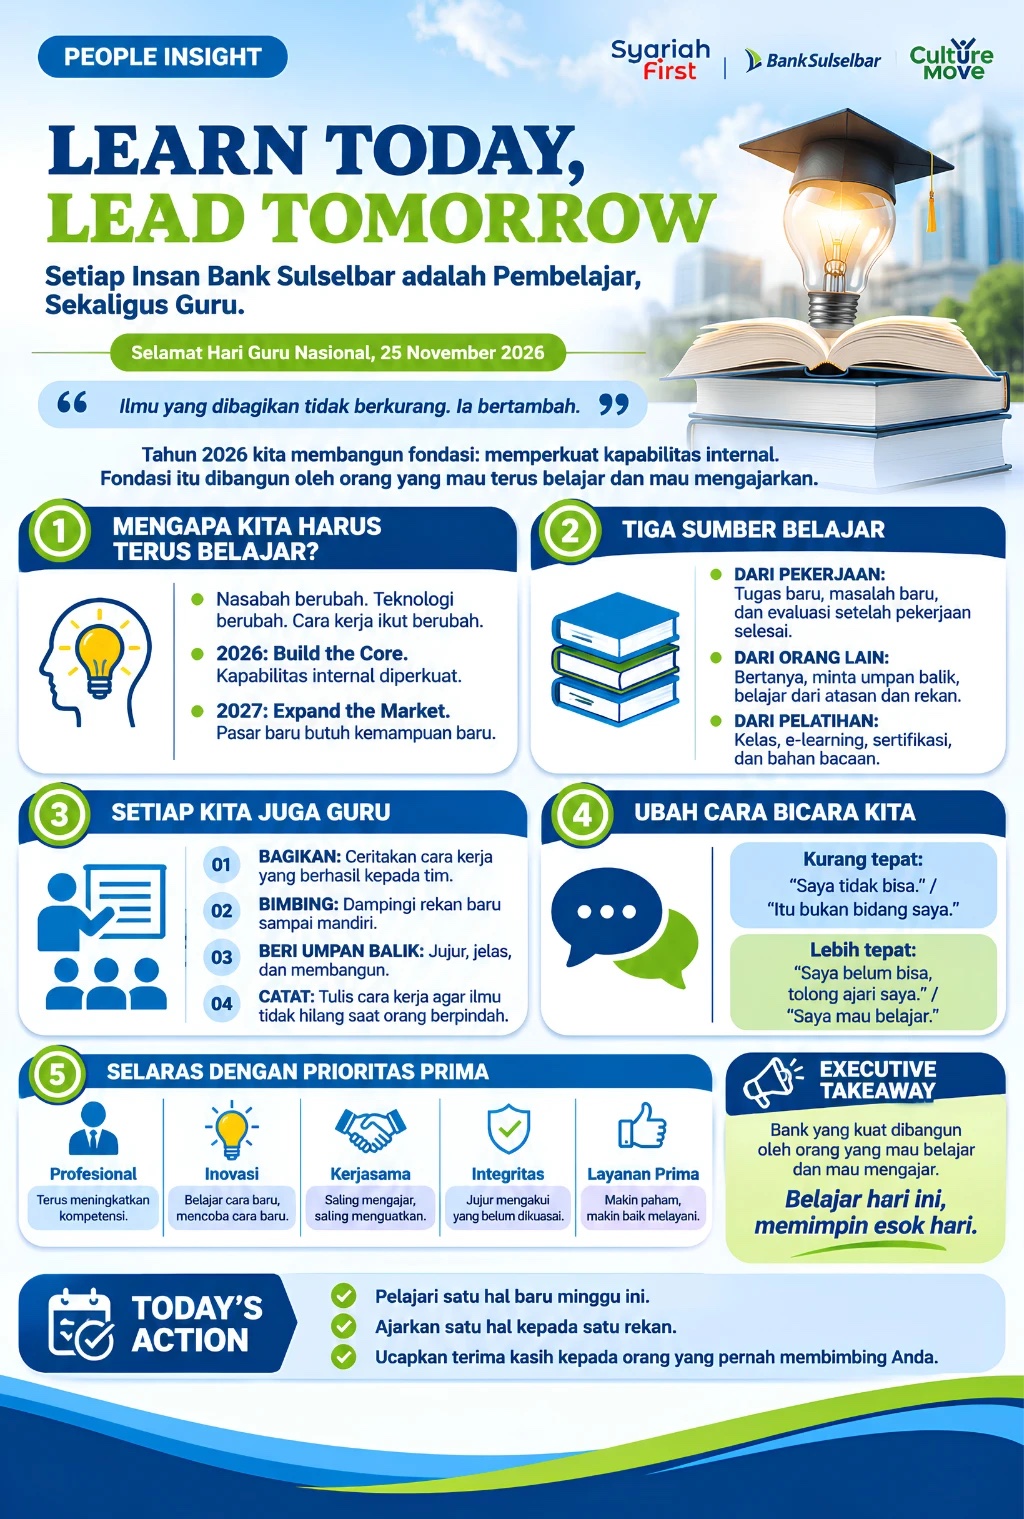 PEOPLE INSIGHT
Syariah
First
BankSulselbar
Culture
MOVE
LEARN TODAY,
LEAD TOMORROW
Setiap Insan Bank Sulselbar adalah Pembelajar,
Sekaligus Guru.
Selamat Hari Guru Nasional, 25 November 2026
“ Ilmu yang dibagikan tidak berkurang. Ia bertambah. ”
Tahun 2026 kita membangun fondasi: memperkuat kapabilitas internal.
Fondasi itu dibangun oleh orang yang mau terus belajar dan mau mengajarkan.
1
MENGAPA KITA HARUS
TERUS BELAJAR?
Nasabah berubah. Teknologi
berubah. Cara kerja ikut berubah.
2026: Build the Core.
Kapabilitas internal diperkuat.
2027: Expand the Market.
Pasar baru butuh kemampuan baru.
2
TIGA SUMBER BELAJAR
DARI PEKERJAAN:
Tugas baru, masalah baru,
dan evaluasi setelah pekerjaan
selesai.
DARI ORANG LAIN:
Bertanya, minta umpan balik,
belajar dari atasan dan rekan.
DARI PELATIHAN:
Kelas, e-learning, sertifikasi,
dan bahan bacaan.
3
SETIAP KITA JUGA GURU
01
BAGIKAN: Ceritakan cara kerja
yang berhasil kepada tim.
02
BIMBING: Dampingi rekan baru
sampai mandiri.
03
BERI UMPAN BALIK: Jujur, jelas,
dan membangun.
04
CATAT: Tulis cara kerja agar ilmu
tidak hilang saat orang berpindah.
4
UBAH CARA BICARA KITA
Kurang tepat:
“Saya tidak bisa.” /
“Itu bukan bidang saya.”
Lebih tepat:
“Saya belum bisa,
tolong ajari saya.” /
“Saya mau belajar.”
5
SELARAS DENGAN PRIORITAS PRIMA
Profesional
Terus meningkatkan
kompetensi.
Inovasi
Belajar cara baru,
mencoba cara baru.
Kerjasama
Saling mengajar,
saling menguatkan.
Integritas
Jujur mengakui
yang belum dikuasai.
Layanan Prima
Makin paham,
makin baik melayani.
EXECUTIVE
TAKEAWAY
Bank yang kuat dibangun
oleh orang yang mau belajar
dan mau mengajar.
Belajar hari ini,
memimpin esok hari.
TODAY’S
ACTION
Pelajari satu hal baru minggu ini.
Ajarkan satu hal kepada satu rekan.
Ucapkan terima kasih kepada orang yang pernah membimbing Anda.